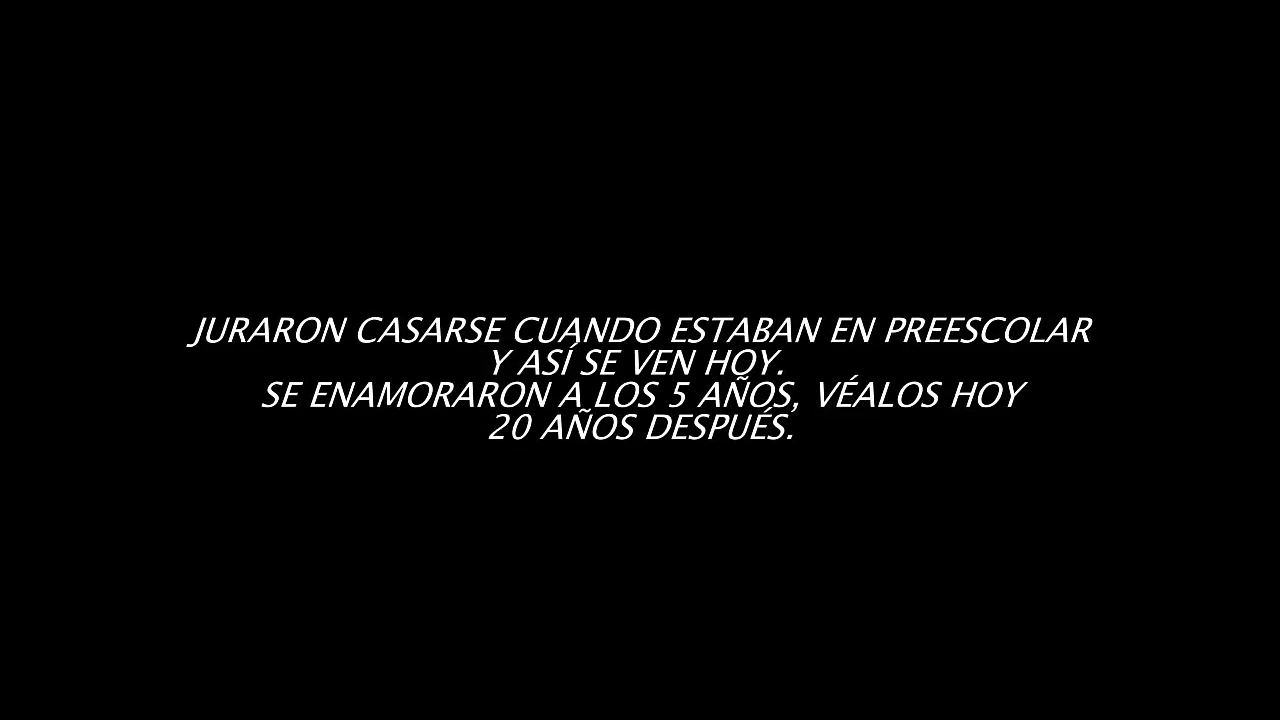 JURARON CASARSE CUANDO ESTABAN EN PREESCOLAR
Y ASÍ SE VEN HOY.
SE ENAMORARON A LOS 5 AÑOS, VÉALOS HOY
20 AÑOS DESPUÉS.